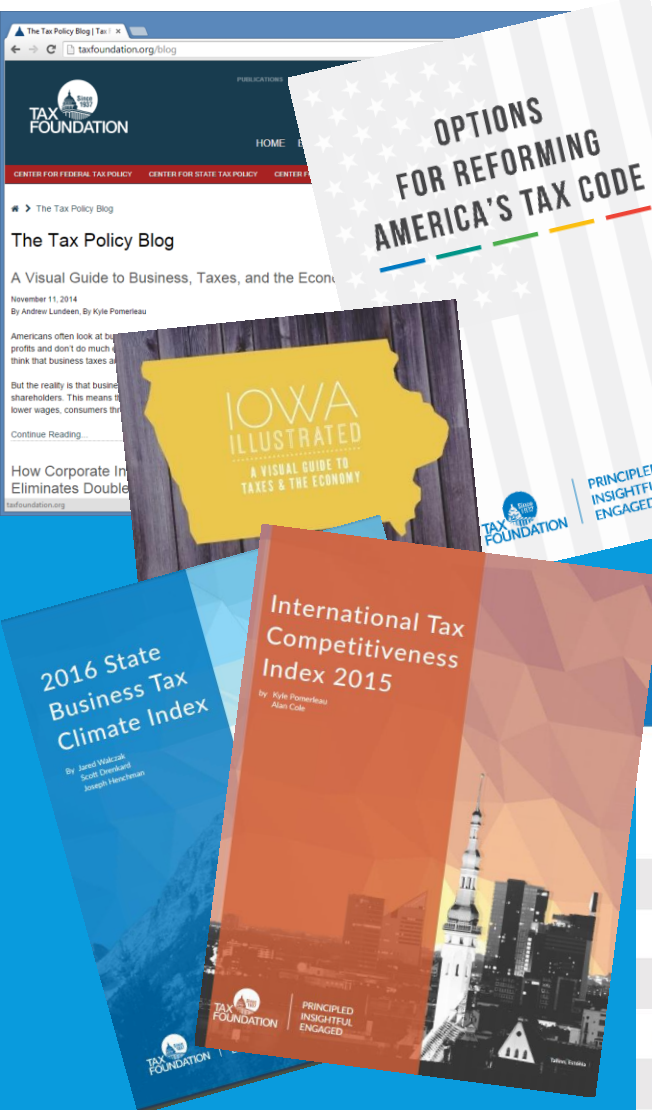 The Tax Policy Blog | Tax
taxfoundation.org/blog
PUBLICATIONS
Since
1937
TAX
FOUNDATION
HOME
CENTER FOR FEDERAL TAX POLICY CENTER FOR STATE TAX POLICY CENTER F
The Tax Policy Blog
The Tax Policy Blog
A Visual Guide to Business, Taxes, and the Econ
November 11, 2014
By Andrew Lundeen, By Kyle Pomerleau
Americans often look at bu
profits and don't do much
think that business taxes a
But the reality is that busine
shareholders. This means
lower wages, consumers
Continue Reading...
How Corporate In
Eliminates Double
taxfoundation.org
OPTIONS
FOR REFORMING
AMERICA'S TAX CODE
Since
1937
TAX
FOUNDATION
PRINCIPLED
INSIGHTFU
ENGAGED
IOWA
ILLUSTRATED
A VISUAL GUIDE TO
TAXES & THE ECONOMY
2016 State
Business Tax
Climate Index
By Jared Walczak
Scott Drenkard
Joseph Henchman
TAX
FOUNDATION
International Tax
Competitiveness
Index 2015
by Kyle Pomerleau
Alan Cole
TAX
FOUNDATION
PRINCIPLED
INSIGHTFUL
ENGAGED
Tallinn, Estonia